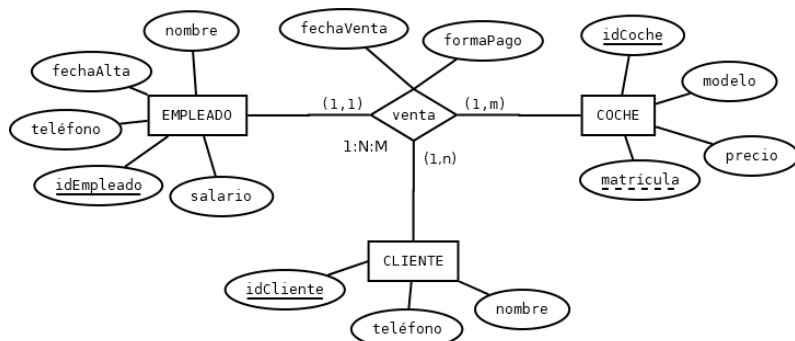 nombre
fechaVenta
formaPago
idCoche
fechaAlta
modelo
teléfono
EMPLEADO
(1,1)
venta
(1,m)
COCHE
1:N:M
(1,n)
precio
idEmpleado
salario
matrícula
CLIENTE
idCliente
nombre
teléfono